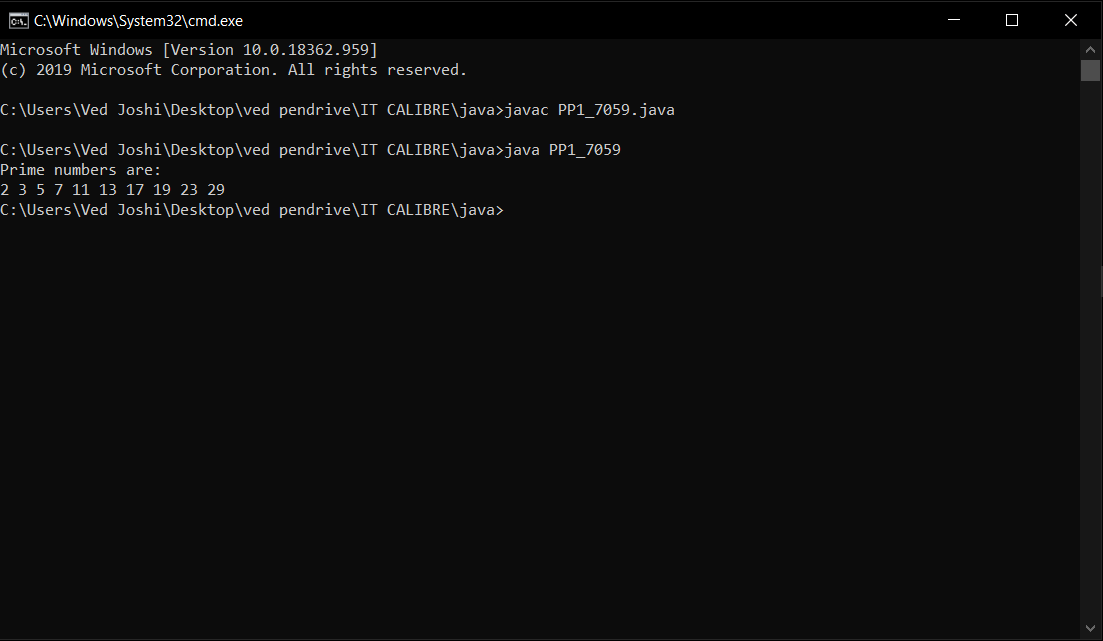 C:\Windows\System32\cmd.exe
Microsoft Windows [Version 10.0.18362.959]
(c) 2019 Microsoft Corporation. All rights reserved.
C:\Users\Ved Joshi\Desktop\ved pendrive\IT CALIBRE\java>javac PP1_7059.java
C:\Users\Ved Joshi\Desktop\ved pendrive\IT CALIBRE\java>java PP1_7059
Prime numbers are:
2 3 5 7 11 13 17 19 23 29
C:\Users\Ved Joshi\Desktop\ved pendrive\IT CALIBRE\java>